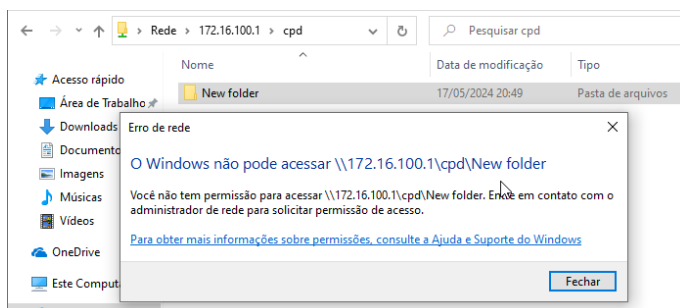 Rede > 172.16.100.1 > cpd
Pesquisar cpd
Nome
Data de modificação
Tipo
Acesso rápido
Área de Trabalho
New folder
17/05/2024 20:49
Pasta de arquivos
Downloads
Documento
Imagens
Músicas
Vídeos
OneDrive
Este Comput
Erro de rede
O Windows não pode acessar \\172.16.100.1\cpd\New folder
Você não tem permissão para acessar \\172.16.100.1\cpd\New folder. Entre em contato com o
administrador de rede para solicitar permissão de acesso.
Para obter mais informações sobre permissões, consulte a Ajuda e Suporte do Windows
Fechar